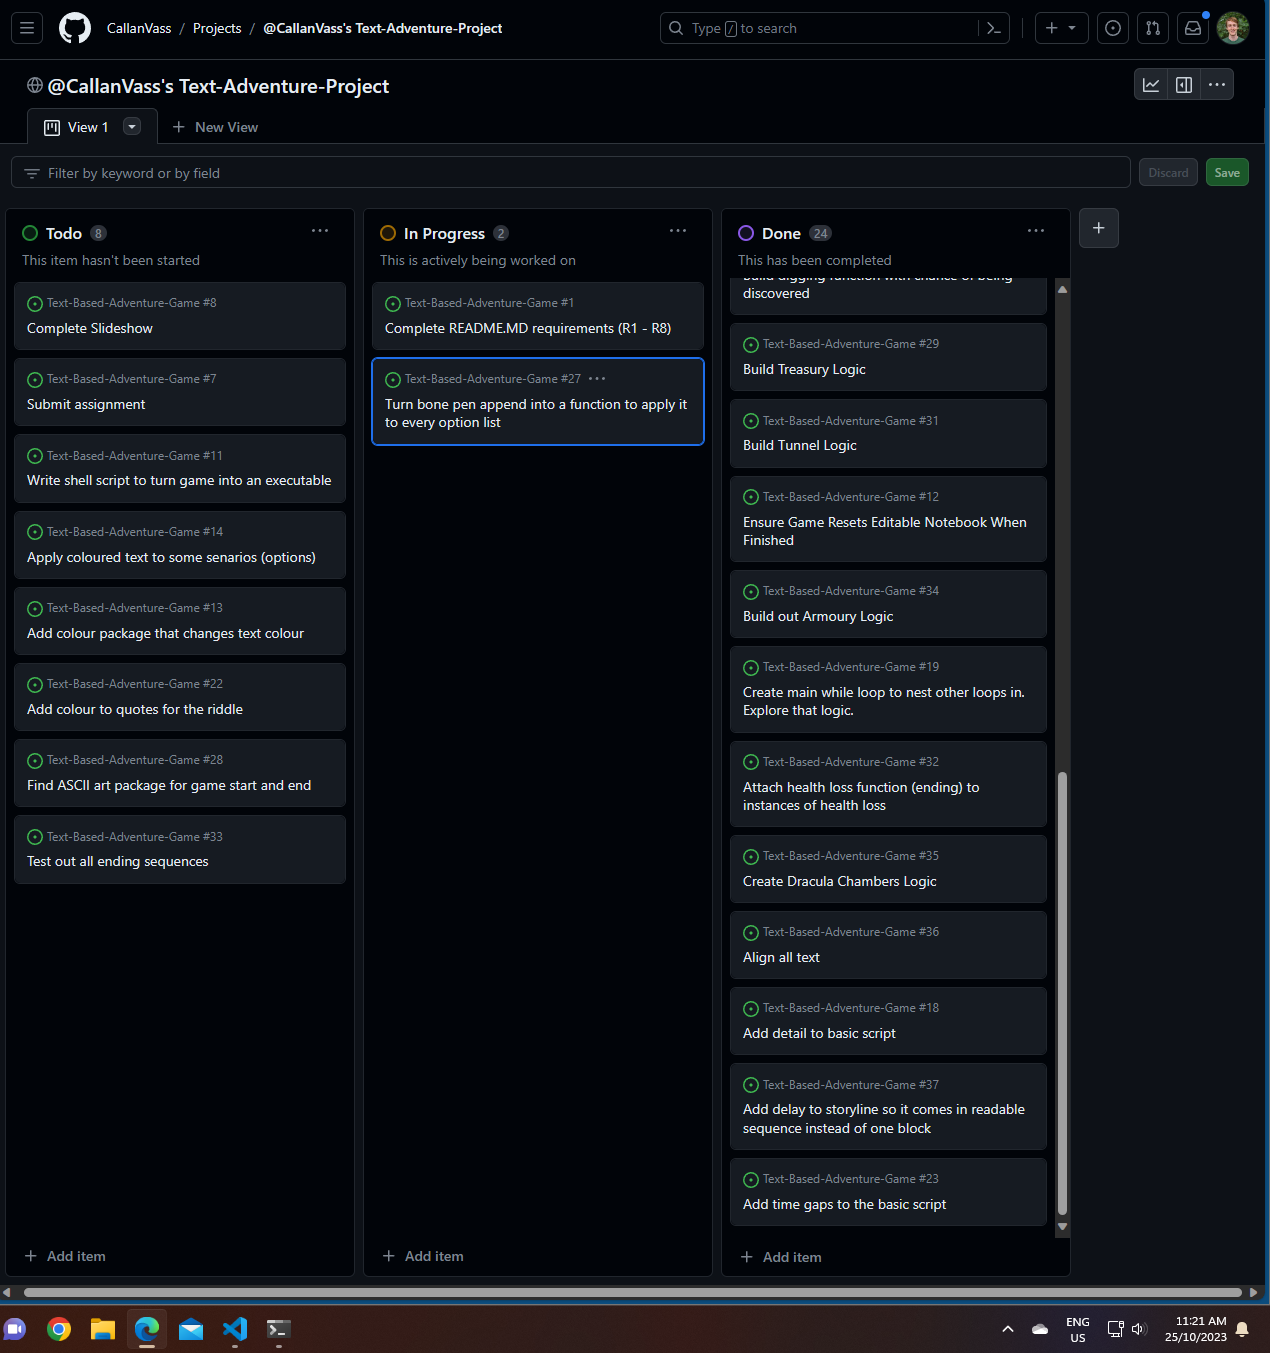 CallanVass / Projects / @CallanVass's Text-Adventure-Project
Type / to search
@CallanVass's Text-Adventure-Project
View 1
New View
Filter by keyword or by field
Discard
Save
Todo 8
This item hasn't been started
Text-Based-Adventure-Game #8
Complete Slideshow
Text-Based-Adventure-Game #7
Submit assignment
Text-Based-Adventure-Game #11
Write shell script to turn game into an executable
Text-Based-Adventure-Game #14
Apply coloured text to some senarios (options)
Text-Based-Adventure-Game #13
Add colour package that changes text colour
Text-Based-Adventure-Game #22
Add colour to quotes for the riddle
Text-Based-Adventure-Game #28
Find ASCII art package for game start and end
Text-Based-Adventure-Game #33
Test out all ending sequences
Add item
In Progress 2
This is actively being worked on
Text-Based-Adventure-Game #1
Complete README.MD requirements (R1 - R8)
Text-Based-Adventure-Game #27
Turn bone pen append into a function to apply it
to every option list
Add item
Done 24
This has been completed
Build digging function with chance of being
discovered
Text-Based-Adventure-Game #29
Build Treasury Logic
Text-Based-Adventure-Game #31
Build Tunnel Logic
Text-Based-Adventure-Game #12
Ensure Game Resets Editable Notebook When
Finished
Text-Based-Adventure-Game #34
Build out Armoury Logic
Text-Based-Adventure-Game #19
Create main while loop to nest other loops in.
Explore that logic.
Text-Based-Adventure-Game #32
Attach health loss function (ending) to
instances of health loss
Text-Based-Adventure-Game #35
Create Dracula Chambers Logic
Text-Based-Adventure-Game #36
Align all text
Text-Based-Adventure-Game #18
Add detail to basic script
Text-Based-Adventure-Game #37
Add delay to storyline so it comes in readable
sequence instead of one block
Text-Based-Adventure-Game #23
Add time gaps to the basic script
Add item
ENG
US
11:21 AM
25/10/2023